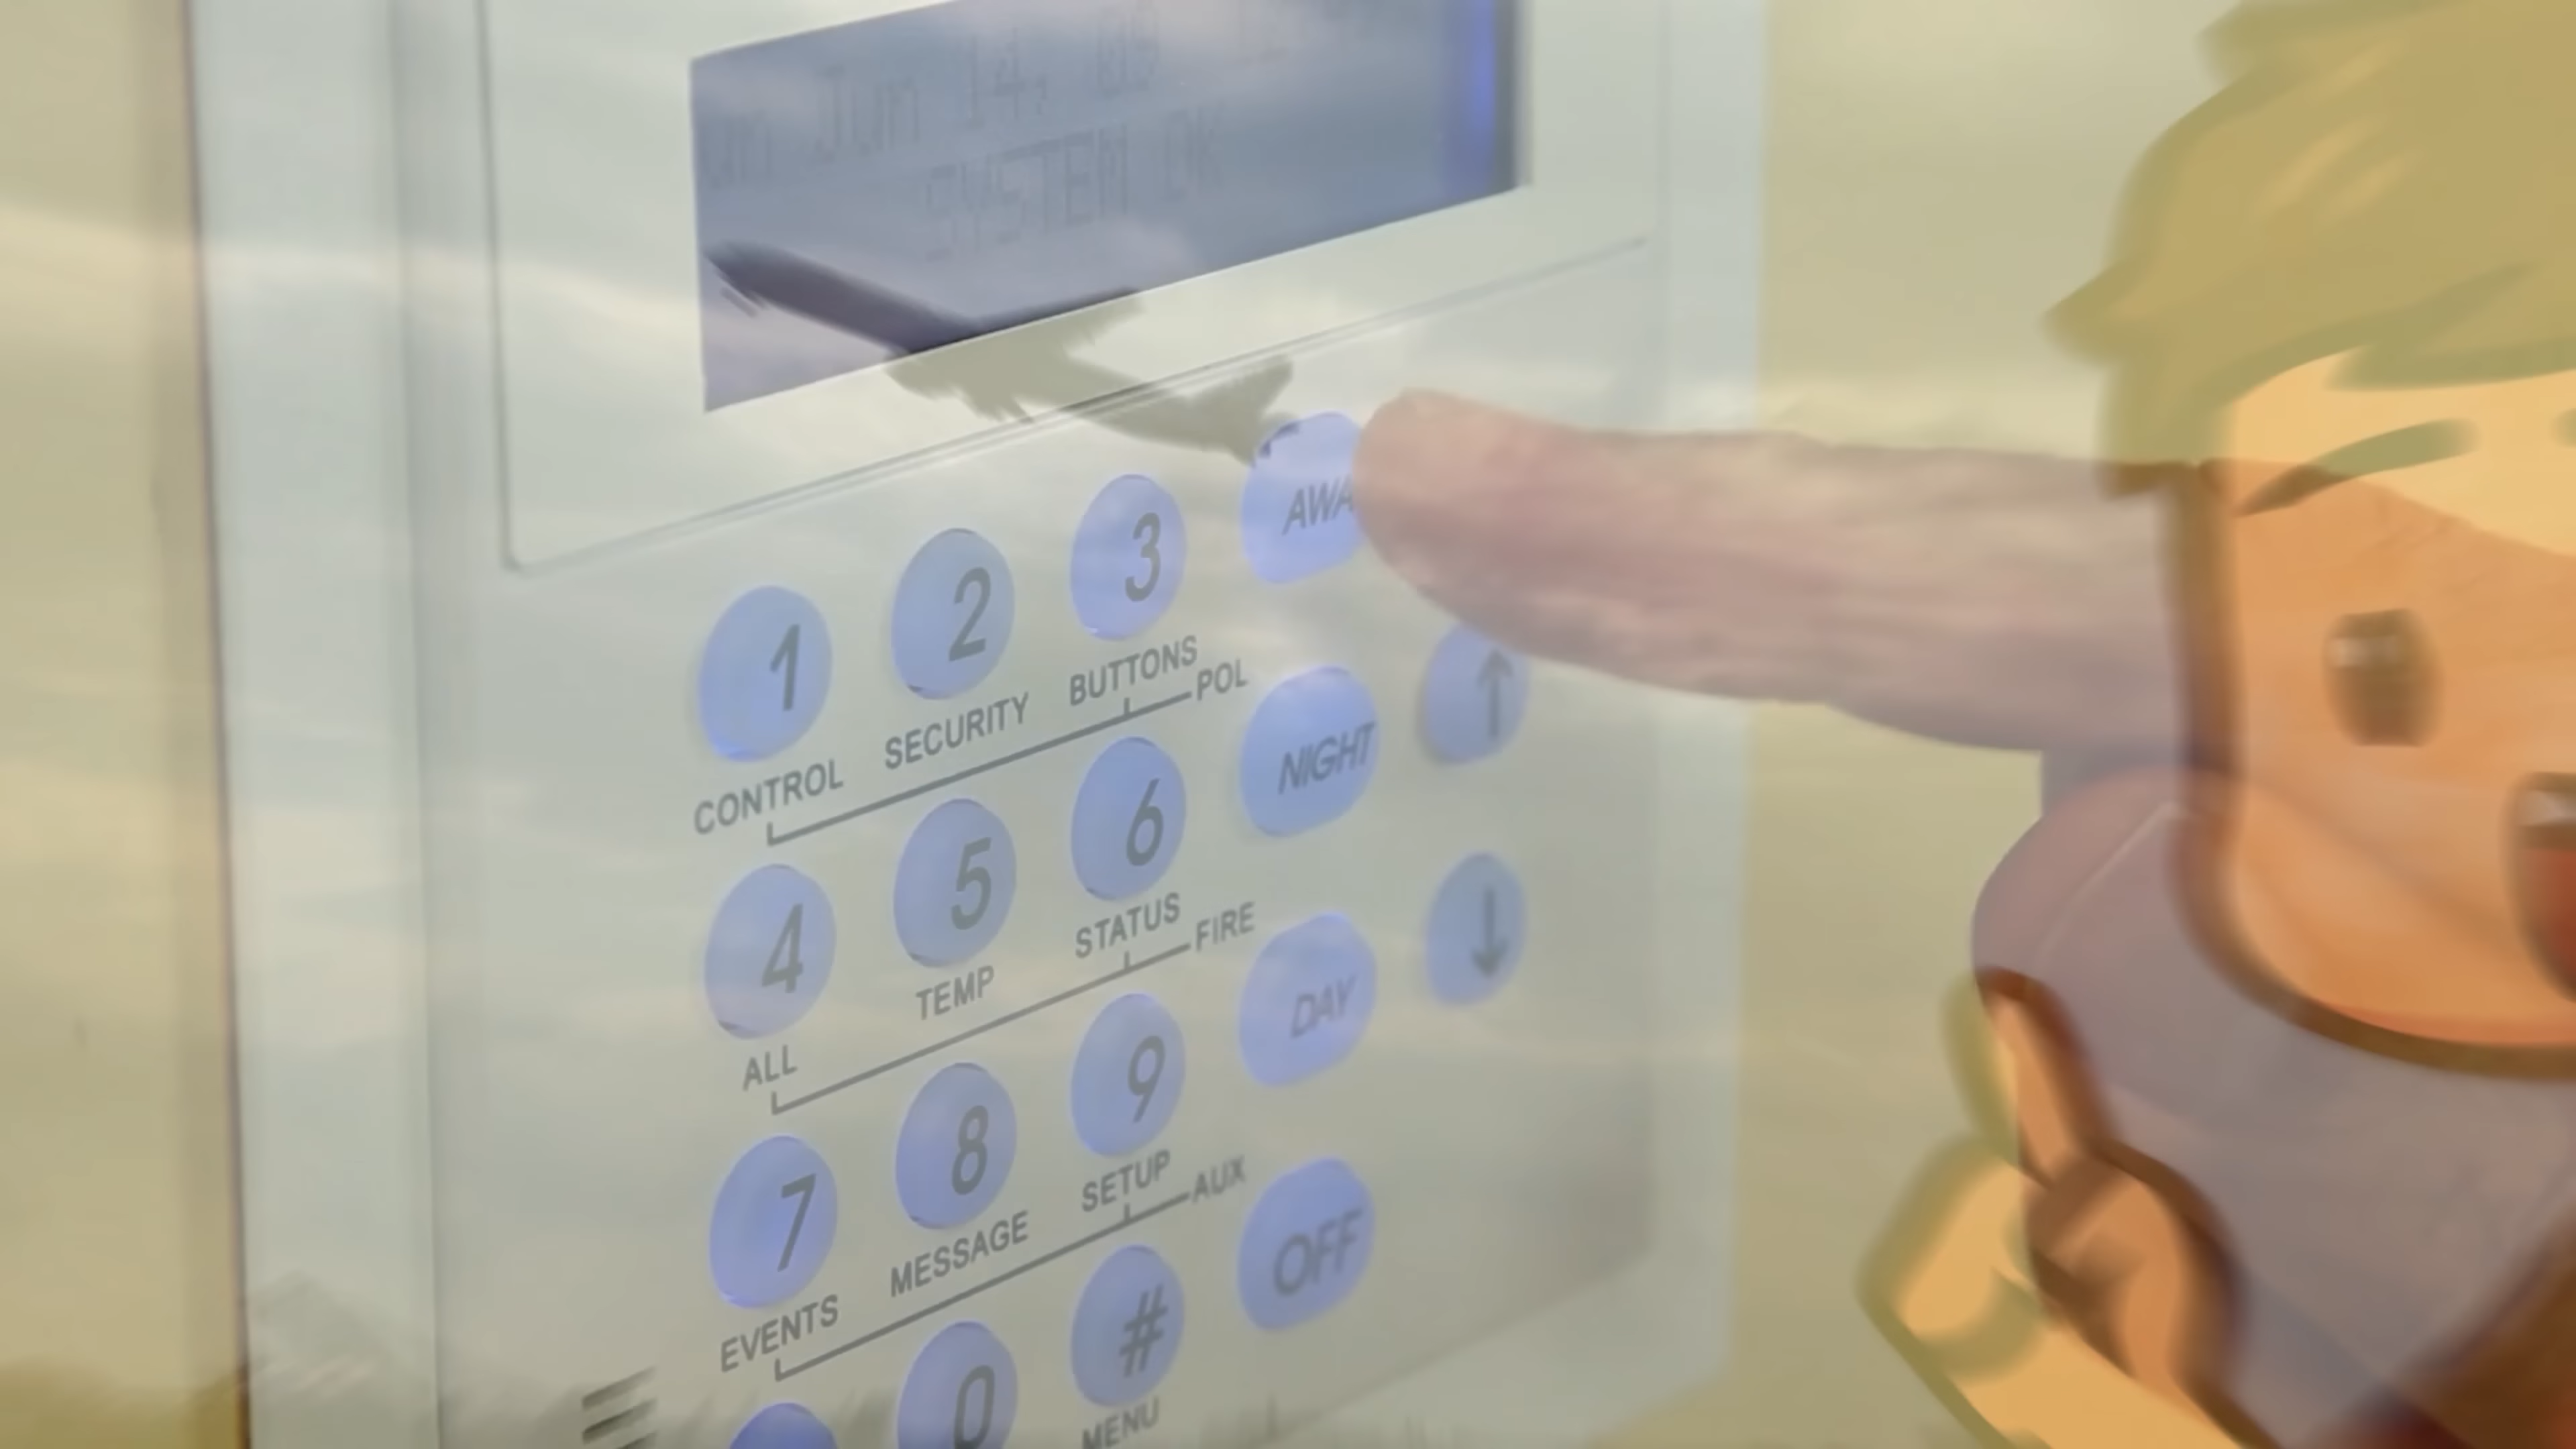 Jun 14,
SYSTEM OK
1 2 3 AWA
CONTROL SECURITY BUTTONS POL
4 5 6 NIGHT ↑
ALL TEMP STATUS FIRE
7 8 9 DAY ↓
EVENTS MESSAGE SETUP AUX
0 # OFF
MENU